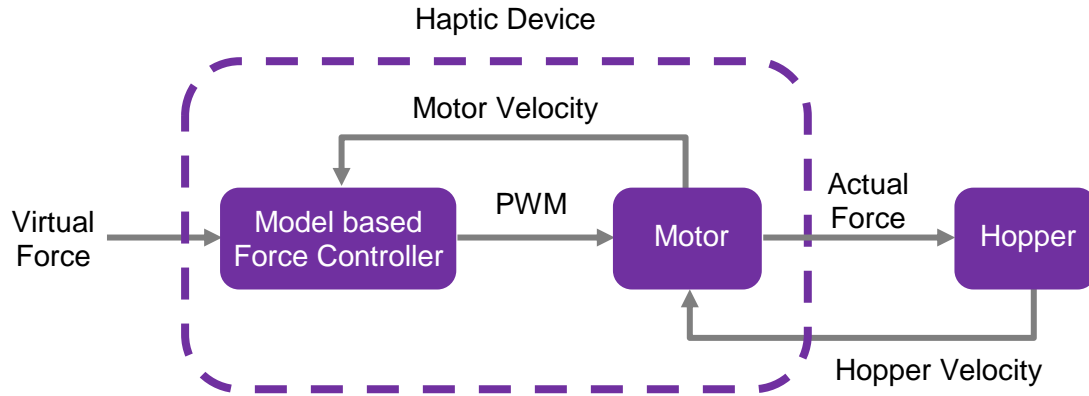 Haptic Device
Motor Velocity
Virtual
Force
Model based
Force Controller
PWM
Motor
Actual
Force
Hopper
Hopper Velocity